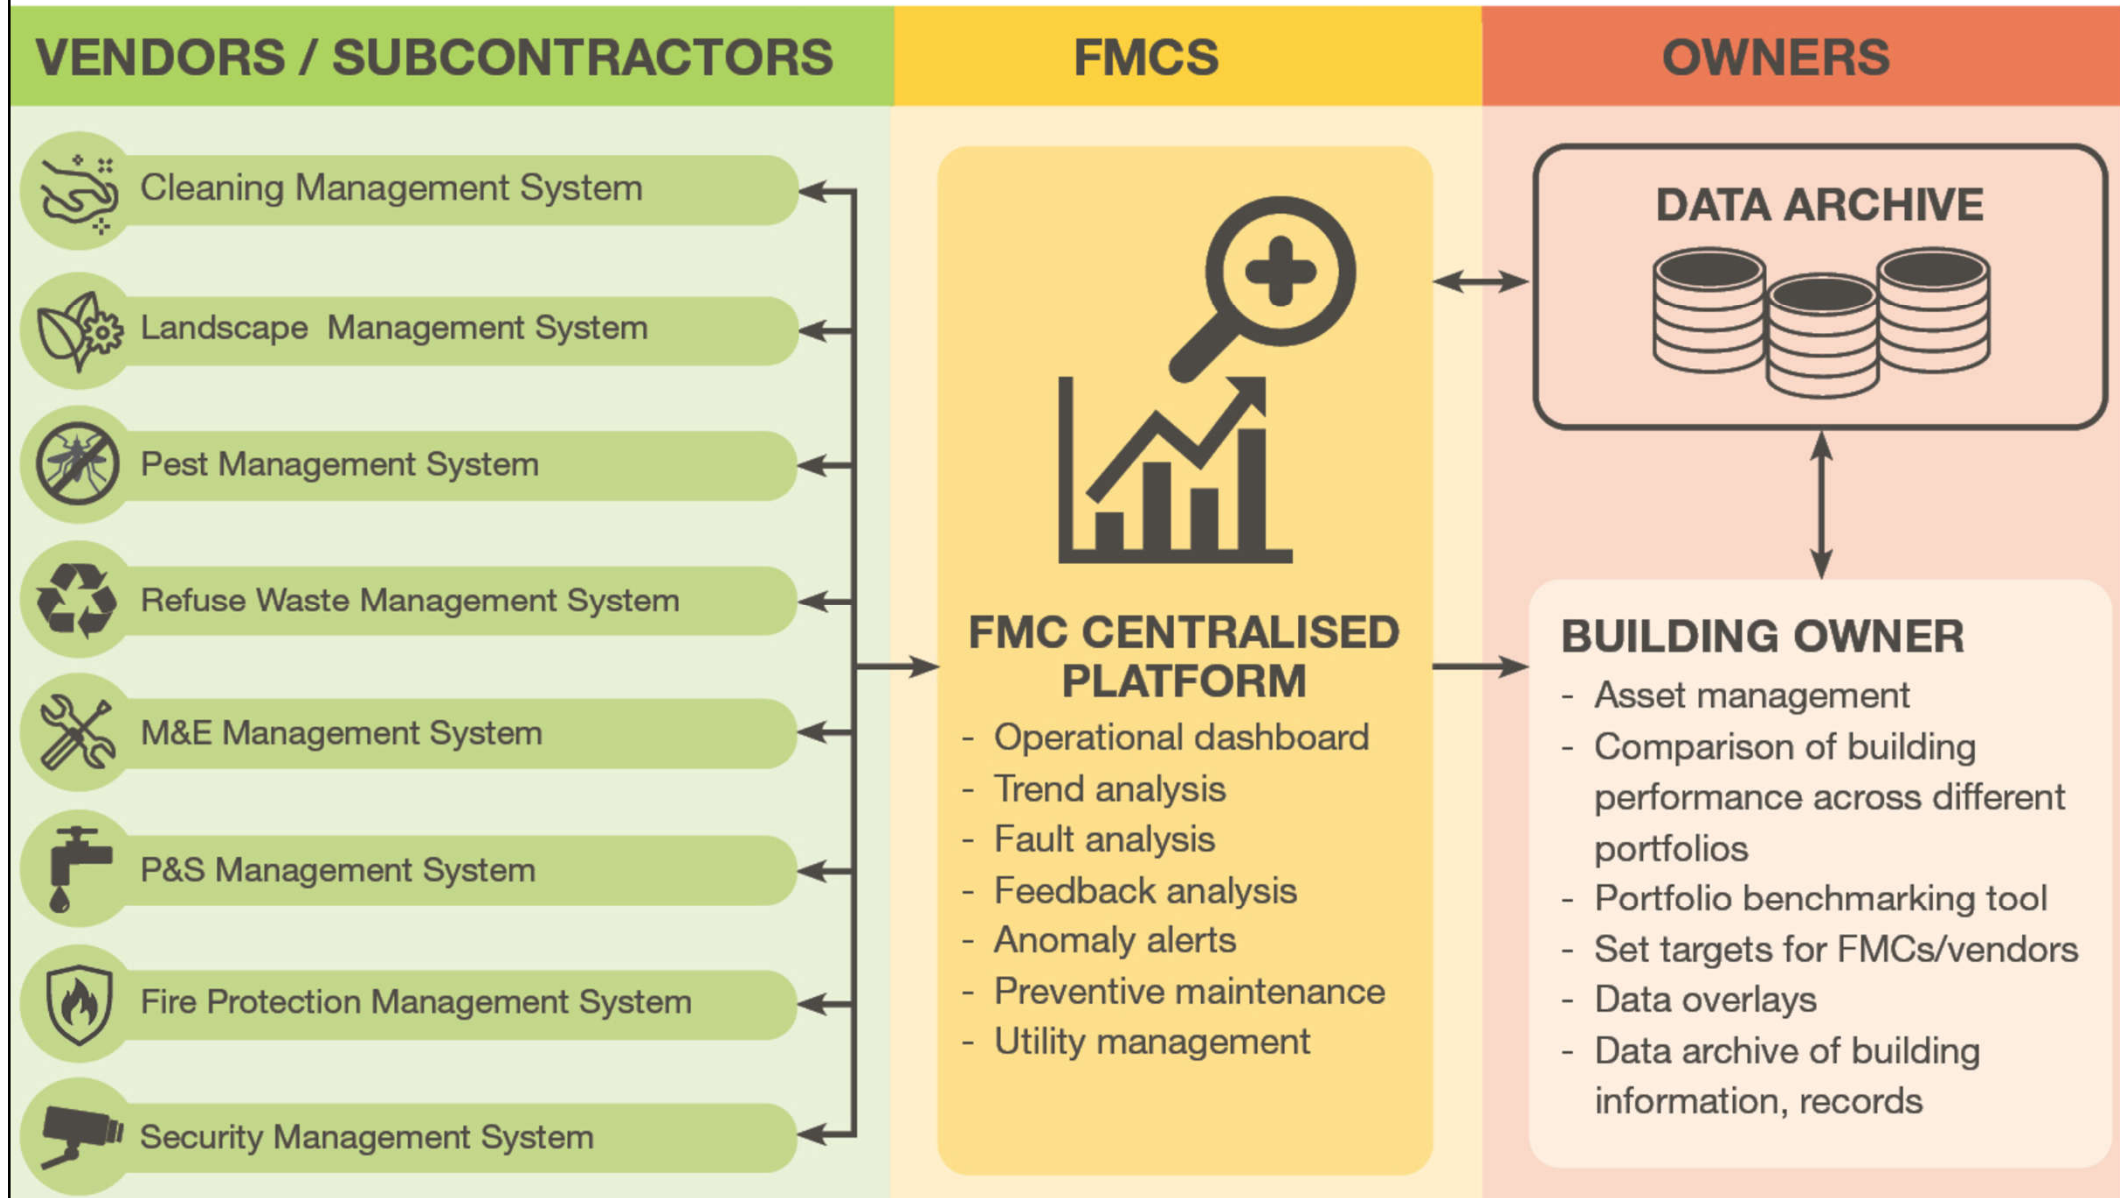 VENDORS / SUBCONTRACTORS
Cleaning Management System
Landscape Management System
Pest Management System
Refuse Waste Management System
M&E Management System
P&S Management System
Fire Protection Management System
Security Management System
FMCS
FMC CENTRALISED
PLATFORM
- Operational dashboard
- Trend analysis
- Fault analysis
- Feedback analysis
- Anomaly alerts
- Preventive maintenance
- Utility management
OWNERS
DATA ARCHIVE
BUILDING OWNER
- Asset management
- Comparison of building
performance across different
portfolios
- Portfolio benchmarking tool
- Set targets for FMCs/vendors
- Data overlays
- Data archive of building
information, records